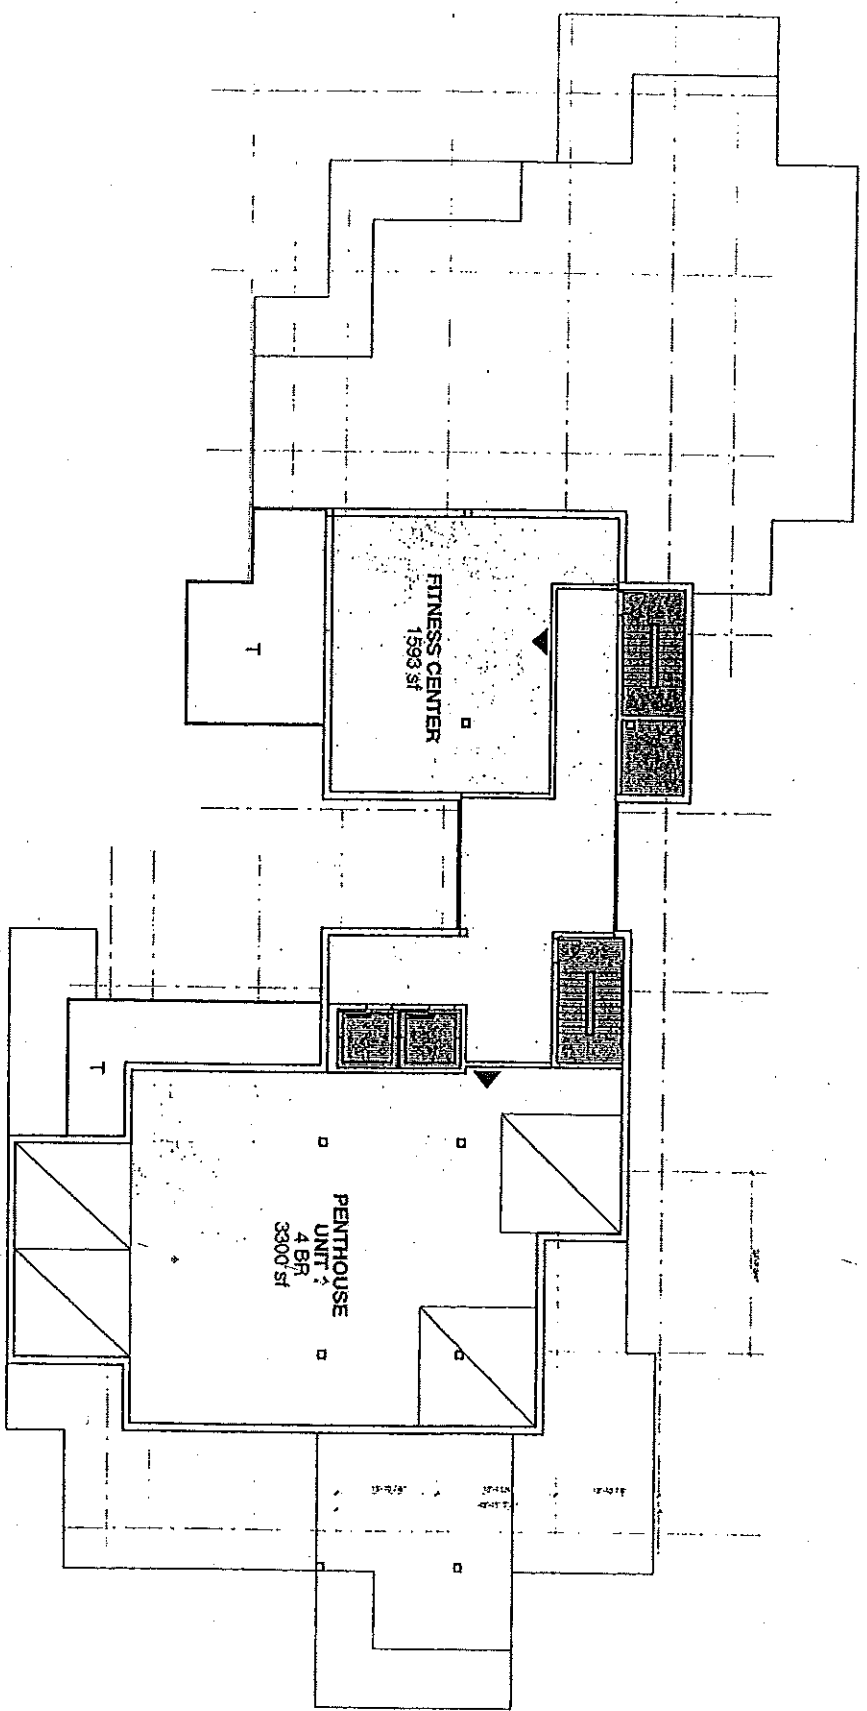 FITNESS CENTER
1593 sf
T
PENTHOUSE
UNIT
4 BR
3300 sf
T